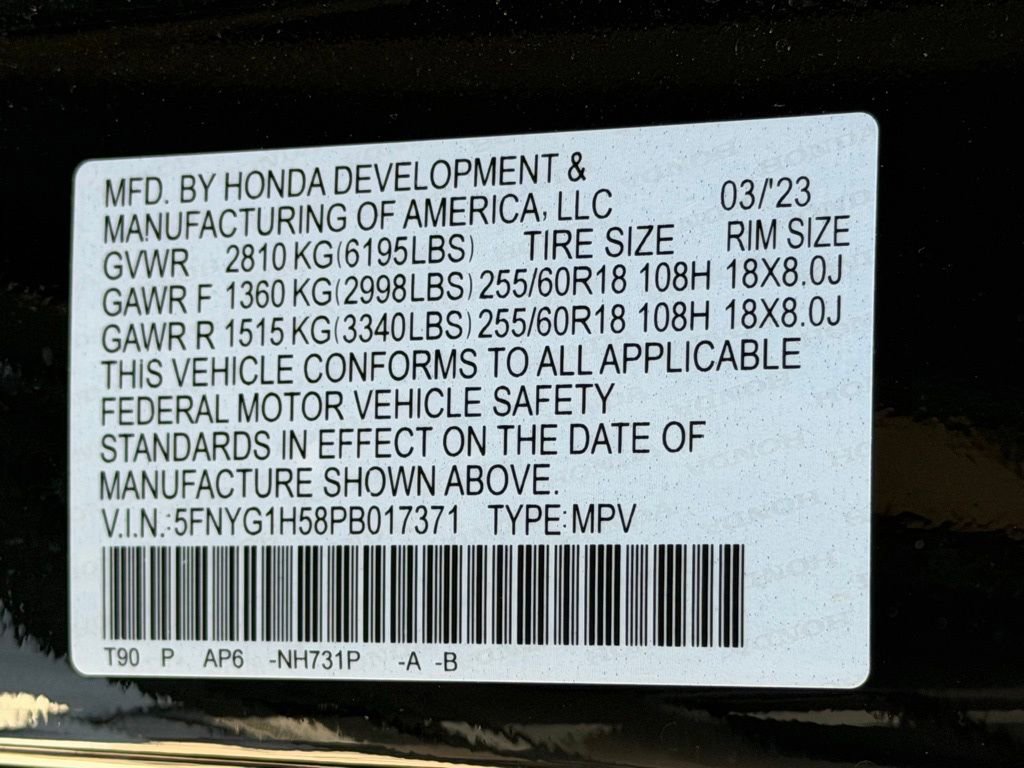 MFD. BY HONDA DEVELOPMENT &
MANUFACTURING OF AMERICA, LLC 03/'23
GVWR 2810 KG(6195LBS) TIRE SIZE RIM SIZE
GAWR F 1360 KG(2998LBS) 255/60R18 108H 18X8.0J
GAWR R 1515 KG(3340LBS) 255/60R18 108H 18X8.0J
THIS VEHICLE CONFORMS TO ALL APPLICABLE
FEDERAL MOTOR VEHICLE SAFETY
STANDARDS IN EFFECT ON THE DATE OF
MANUFACTURE SHOWN ABOVE.
V.I.N.:5FNYG1H58PB017371 TYPE:MPV
T90 P AP6 -NH731P -A -B